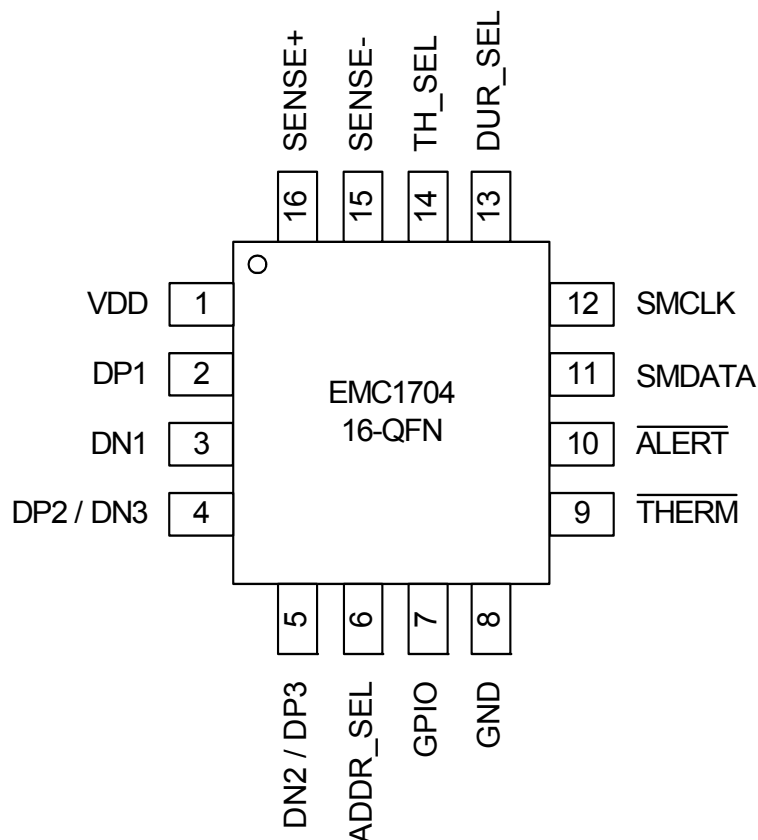 SENSE+
SENSE-
TH_SEL
DUR_SEL
16
15
14
13
VDD 1
12 SMCLK
DP1 2
11 SMDATA
EMC1704
16-QFN
DN1 3
10 ALERT
DP2 / DN3 4
9 THERM
5
6
7
8
DN2 / DP3
ADDR_SEL
GPIO
GND